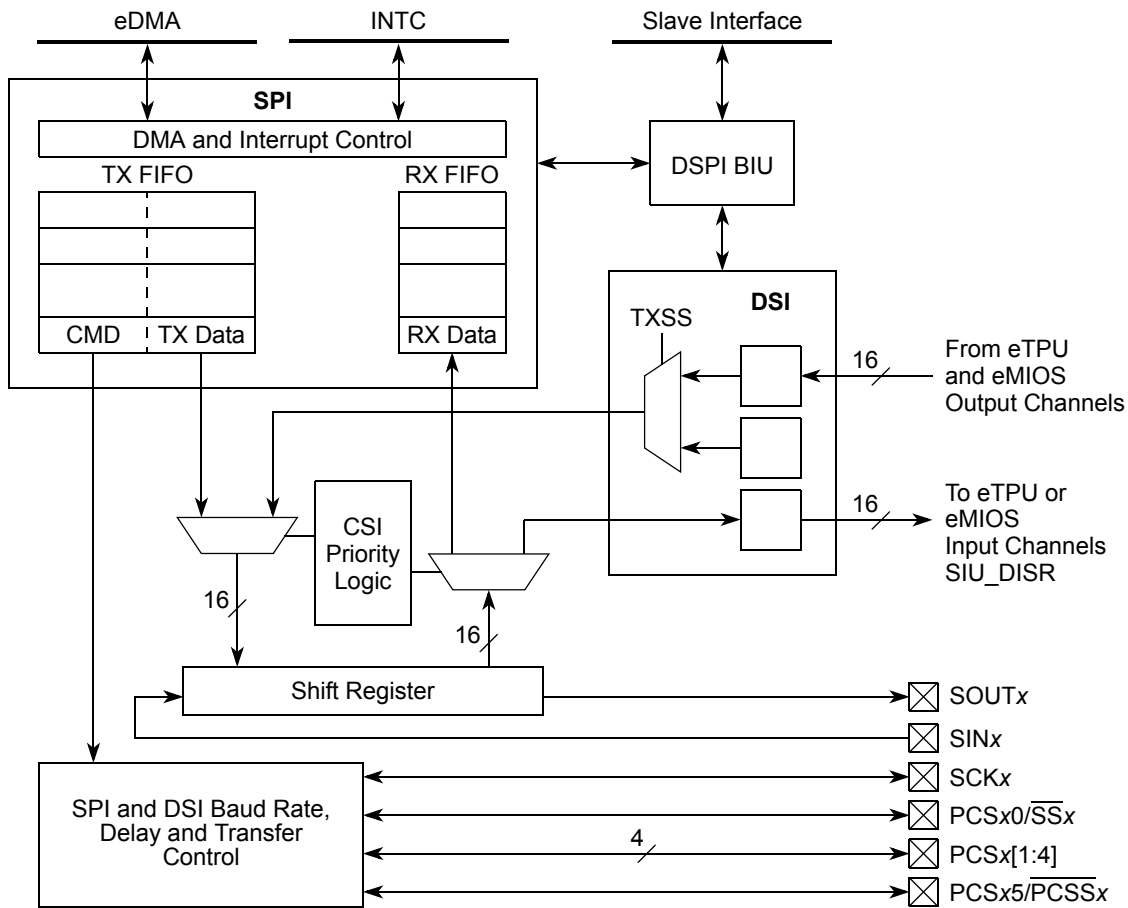 eDMA
INTC
Slave Interface
SPI
DMA and Interrupt Control
TX FIFO
RX FIFO
DSPI BIU
CMD
TX Data
RX Data
DSI
TXSS
16
From eTPU
and eMIOS
Output Channels
16
To eTPU or
eMIOS
Input Channels
SIU_DISR
CSI
Priority
Logic
16
16
Shift Register
SOUTx
SINx
SCKx
SPI and DSI Baud Rate,
Delay and Transfer
Control
PCSx0/S̅S̅x
4
PCSx[1:4]
PCSx5/P̅C̅S̅S̅x